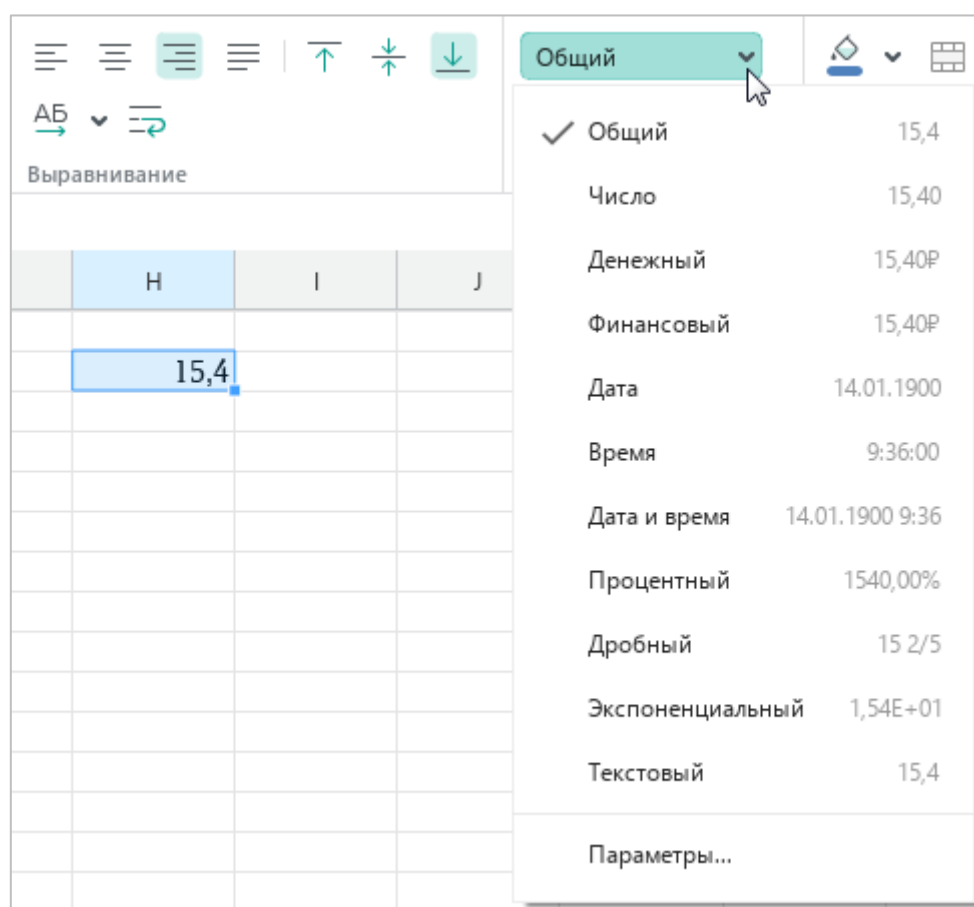 Общий
АБ
Выравнивание
H I J
15,4
Общий 15,4
Число 15,40
Денежный 15,40₽
Финансовый 15,40₽
Дата 14.01.1900
Время 9:36:00
Дата и время 14.01.1900 9:36
Процентный 1540,00%
Дробный 15 2/5
Экспоненциальный 1,54E+01
Текстовый 15,4
Параметры...